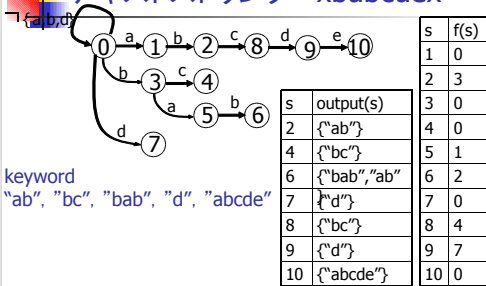 xbabcdex
¬{a,b,d}
0 a 1 b 2 c 8 d 9 e 10
b 3 c 4
a 5 b 6
d 7
keyword
“ab”, ”bc”, ”bab”, ”d”, ”abcde”
s output(s)
2 {“ab”}
4 {“bc”}
6 {“bab”,”ab”
}
7 {“d”}
8 {“bc”}
9 {“d”}
10 {“abcde”}
s f(s)
1 0
2 3
3 0
4 0
5 1
6 2
7 0
8 4
9 7
10 0